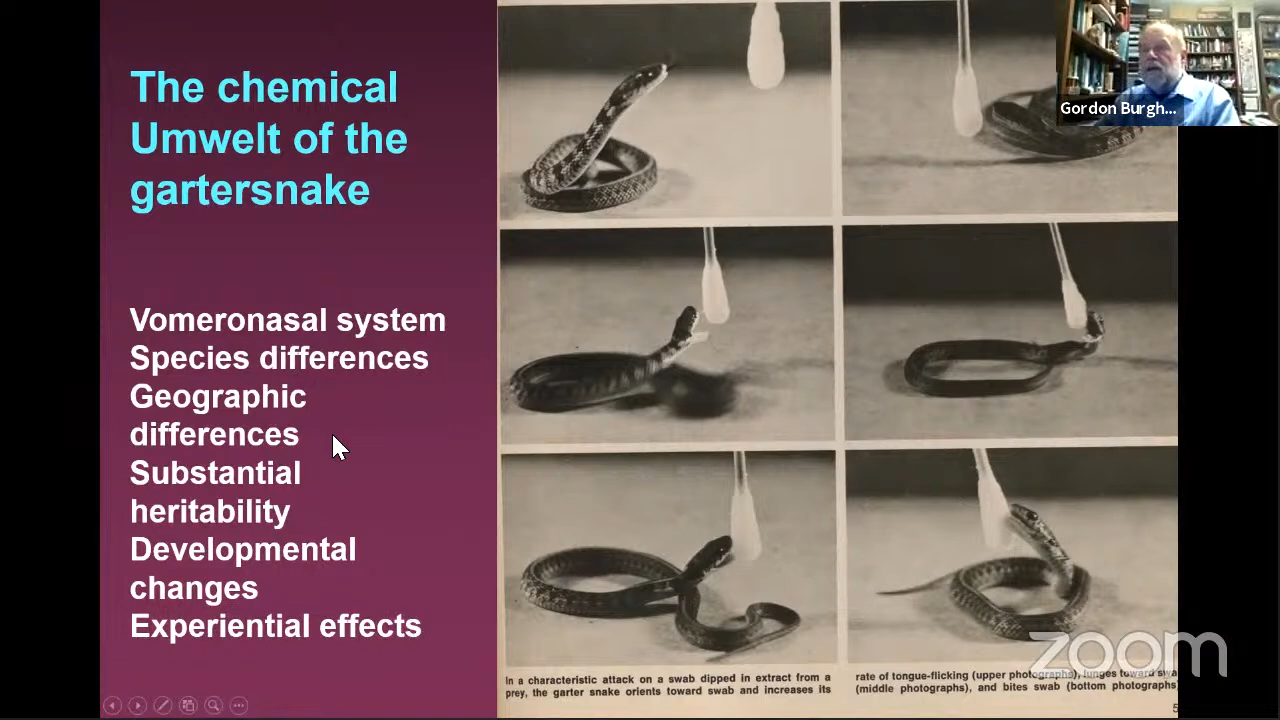 The chemical
Umwelt of the
gartersnake
Vomeronasal system
Species differences
Geographic
differences
Substantial
heritability
Developmental
changes
Experiential effects
In a characteristic attack on a swab dipped in extract from a
prey, the garter snake orients toward swab and increases its
rate of tongue-flicking (upper photographs), lunges toward swa
(middle photographs), and bites swab (bottom photographs)
Gordon Burgh...
zoom